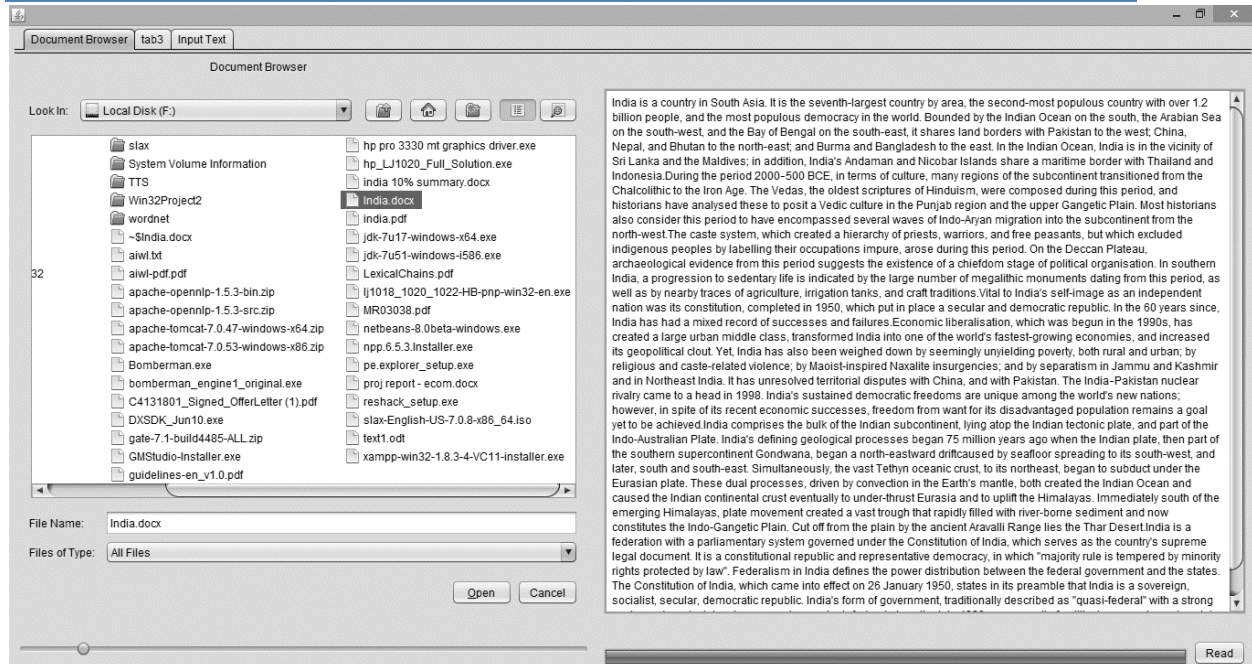 Document Browser tab3 Input Text
Document Browser
Look In: Local Disk (F:)
slax
System Volume Information
TTS
Win32Project2
wordnet
~$India.docx
aiwl.txt
32
aiwl-pdf.pdf
apache-opennlp-1.5.3-bin.zip
apache-opennlp-1.5.3-src.zip
apache-tomcat-7.0.47-windows-x64.zip
apache-tomcat-7.0.53-windows-x86.zip
Bomberman.exe
bomberman_engine1_original.exe
C4131801_Signed_OfferLetter (1).pdf
DXSDK_Jun10.exe
gate-7.1-build4485-ALL.zip
GMStudio-Installer.exe
guidelines-en_v1.0.pdf
hp pro 3330 mt graphics driver.exe
hp_LJ1020_Full_Solution.exe
india 10% summary.docx
India.docx
india.pdf
jdk-7u17-windows-x64.exe
jdk-7u51-windows-i586.exe
LexicalChains.pdf
lj1018_1020_1022-HB-pnp-win32-en.exe
MR03038.pdf
netbeans-8.0beta-windows.exe
npp.6.5.3.Installer.exe
pe.explorer_setup.exe
proj report - ecom.docx
reshack_setup.exe
slax-English-US-7.0.8-x86_64.iso
text1.odt
xampp-win32-1.8.3-4-VC11-installer.exe
File Name: India.docx
Files of Type: All Files
Open Cancel
India is a country in South Asia. It is the seventh-largest country by area, the second-most populous country with over 1.2
billion people, and the most populous democracy in the world. Bounded by the Indian Ocean on the south, the Arabian Sea
on the south-west, and the Bay of Bengal on the south-east, it shares land borders with Pakistan to the west; China,
Nepal, and Bhutan to the north-east; and Burma and Bangladesh to the east. In the Indian Ocean, India is in the vicinity of
Sri Lanka and the Maldives; in addition, India's Andaman and Nicobar Islands share a maritime border with Thailand and
Indonesia.During the period 2000-500 BCE, in terms of culture, many regions of the subcontinent transitioned from the
Chalcolithic to the Iron Age. The Vedas, the oldest scriptures of Hinduism, were composed during this period, and
historians have analysed these to posit a Vedic culture in the Punjab region and the upper Gangetic Plain. Most historians
also consider this period to have encompassed several waves of Indo-Aryan migration into the subcontinent from the
north-west.The caste system, which created a hierarchy of priests, warriors, and free peasants, but which excluded
indigenous peoples by labelling their occupations impure, arose during this period. On the Deccan Plateau,
archaeological evidence from this period suggests the existence of a chiefdom stage of political organisation. In southern
India, a progression to sedentary life is indicated by the large number of megalithic monuments dating from this period, as
well as by nearby traces of agriculture, irrigation tanks, and craft traditions.Vital to India's self-image as an independent
nation was its constitution, completed in 1950, which put in place a secular and democratic republic. In the 60 years since,
India has had a mixed record of successes and failures.Economic liberalisation, which was begun in the 1990s, has
created a large urban middle class, transformed India into one of the world's fastest-growing economies, and increased
its geopolitical clout. Yet, India has also been weighed down by seemingly unyielding poverty, both rural and urban; by
religious and caste-related violence; by Maoist-inspired Naxalite insurgencies; and by separatism in Jammu and Kashmir
and in Northeast India. It has unresolved territorial disputes with China, and with Pakistan. The India-Pakistan nuclear
rivalry came to a head in 1998. India's sustained democratic freedoms are unique among the world's new nations;
however, in spite of its recent economic successes, freedom from want for its disadvantaged population remains a goal
yet to be achieved.India comprises the bulk of the Indian subcontinent, lying atop the Indian tectonic plate, and part of the
Indo-Australian Plate. India's defining geological processes began 75 million years ago when the Indian plate, then part of
the southern supercontinent Gondwana, began a north-eastward driftcaused by seafloor spreading to its south-west, and
later, south and south-east. Simultaneously, the vast Tethyn oceanic crust, to its northeast, began to subduct under the
Eurasian plate. These dual processes, driven by convection in the Earth's mantle, both created the Indian Ocean and
caused the Indian continental crust eventually to under-thrust Eurasia and to uplift the Himalayas. Immediately south of the
emerging Himalayas, plate movement created a vast trough that rapidly filled with river-borne sediment and now
constitutes the Indo-Gangetic Plain. Cut off from the plain by the ancient Aravalli Range lies the Thar Desert.India is a
federation with a parliamentary system governed under the Constitution of India, which serves as the country's supreme
legal document. It is a constitutional republic and representative democracy, in which "majority rule is tempered by minority
rights protected by law". Federalism in India defines the power distribution between the federal government and the states.
The Constitution of India, which came into effect on 26 January 1950, states in its preamble that India is a sovereign,
socialist, secular, democratic republic. India's form of government, traditionally described as "quasi-federal" with a strong
Read